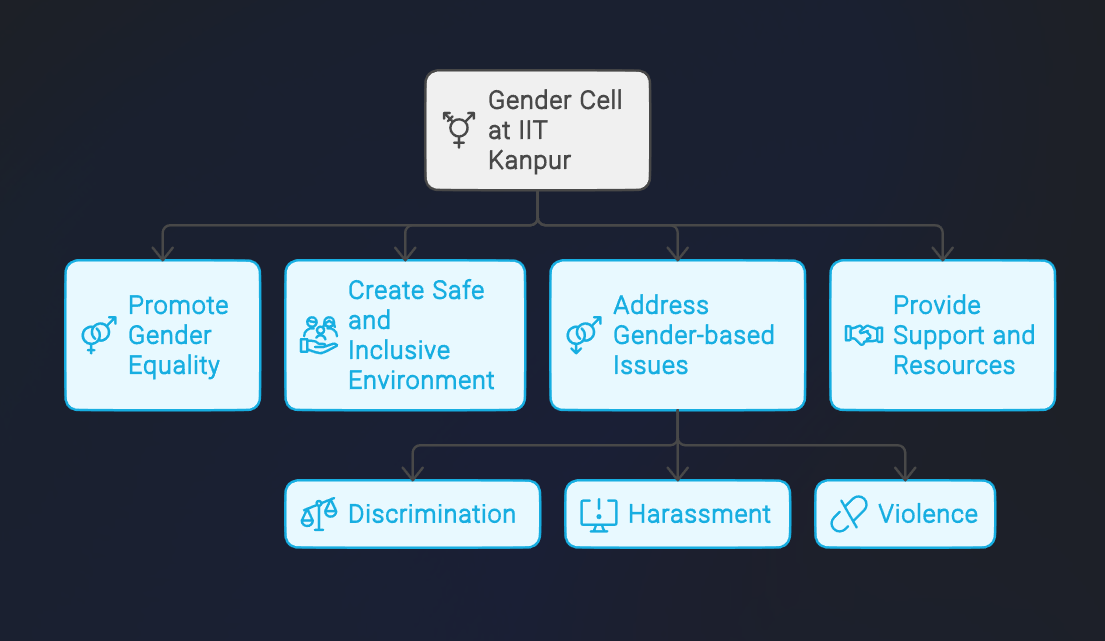 Gender Cell
at IIT
Kanpur
Promote
Gender
Equality
Create Safe
and
Inclusive
Environment
Address
Gender-based
Issues
Provide
Support and
Resources
Discrimination
Harassment
Violence